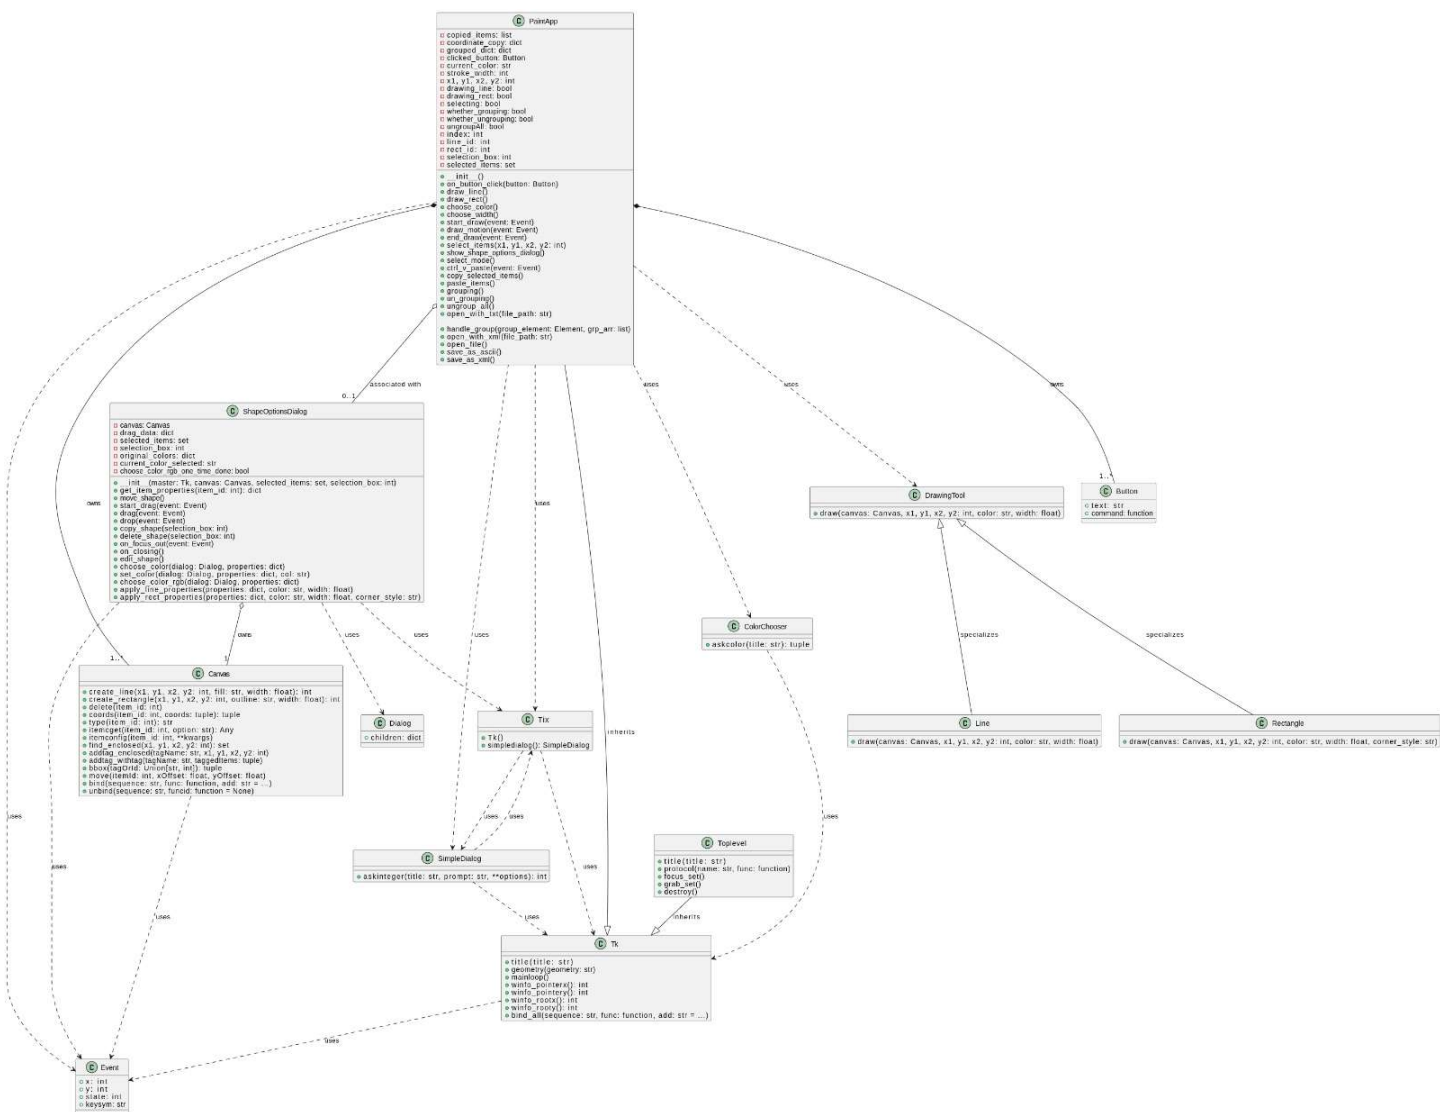 C PaintApp
copied_items: list
coordinate_copy: dict
grouped_dict: dict
clicked_button: Button
current_color: str
stroke_width: int
x1, y1, x2, y2: int
drawing_line: bool
drawing_rect: bool
selecting: bool
whether_grouping: bool
whether_ungrouping: bool
ungroupAll: bool
index: int
line_id: int
rect_id: int
selection_box: int
selected_items: set
__init__()
on_button_click(button: Button)
draw_line()
draw_rect()
choose_color()
choose_width()
start_draw(event: Event)
draw_motion(event: Event)
end_draw(event: Event)
select_items(x1, y1, x2, y2: int)
show_shape_options_dialog()
select_mode()
ctrl_v_paste(event: Event)
copy_selected_items()
paste_items()
grouping()
un_grouping()
ungroup_all()
open_with_txt(file_path: str)
handle_group(group_element: Element, grp_arr: list)
open_with_xml(file_path: str)
open_file()
save_as_ascii()
save_as_xml()
associated with
0..1
uses
uses
owns
C ShapeOptionsDialog
canvas: Canvas
drag_data: dict
selected_items: set
selection_box: int
original_colors: dict
current_color_selected: str
choose_color_rgb_one_time_done: bool
__init__(master: Tk, canvas: Canvas, selected_items: set, selection_box: int)
get_item_properties(item_id: int): dict
move_shape()
start_drag(event: Event)
drag(event: Event)
drop(event: Event)
copy_shape(selection_box: int)
delete_shape(selection_box: int)
on_focus_out(event: Event)
on_closing()
edit_shape()
choose_color(dialog: Dialog, properties: dict)
set_color(dialog: Dialog, properties: dict, col: str)
choose_color_rgb(dialog: Dialog, properties: dict)
apply_line_properties(properties: dict, color: str, width: float)
apply_rect_properties(properties: dict, color: str, width: float, corner_style: str)
owns
uses
1..*
C DrawingTool
draw(canvas: Canvas, x1, y1, x2, y2: int, color: str, width: float)
C Button
text: str
command: function
C ColorChooser
askcolor(title: str): tuple
owns
uses
uses
uses
specializes
specializes
1..*
1
C Canvas
create_line(x1, y1, x2, y2: int, fill: str, width: float): int
create_rectangle(x1, y1, x2, y2: int, outline: str, width: float): int
delete(item_id: int)
coords(item_id: int, coords: tuple): tuple
type(item_id: int): str
itemcget(item_id: int, option: str): Any
itemconfig(item_id: int, **kwargs)
find_enclosed(x1, y1, x2, y2: int): set
addtag_enclosed(tagName: str, x1, y1, x2, y2: int)
addtag_withtag(tagName: str, taggedItems: tuple)
bbox(tagOrId: Union[str, int]): tuple
move(itemId: int, xOffset: float, yOffset: float)
bind(sequence: str, func: function, add: str = ...)
unbind(sequence: str, funcid: function = None)
C Dialog
children: dict
C Tix
Tk()
simpledialog(): SimpleDialog
inherits
C Line
draw(canvas: Canvas, x1, y1, x2, y2: int, color: str, width: float)
C Rectangle
draw(canvas: Canvas, x1, y1, x2, y2: int, color: str, width: float, corner_style: str)
uses
uses
uses
uses
C SimpleDialog
askinteger(title: str, prompt: str, **options): int
C Toplevel
title(title: str)
protocol(name: str, func: function)
focus_set()
grab_set()
destroy()
uses
uses
uses
uses
inherits
C Tk
title(title: str)
geometry(geometry: str)
mainloop()
winfo_pointerx(): int
winfo_pointery(): int
winfo_rootx(): int
winfo_rooty(): int
bind_all(sequence: str, func: function, add: str = ...)
uses
C Event
x: int
y: int
state: int
keysym: str